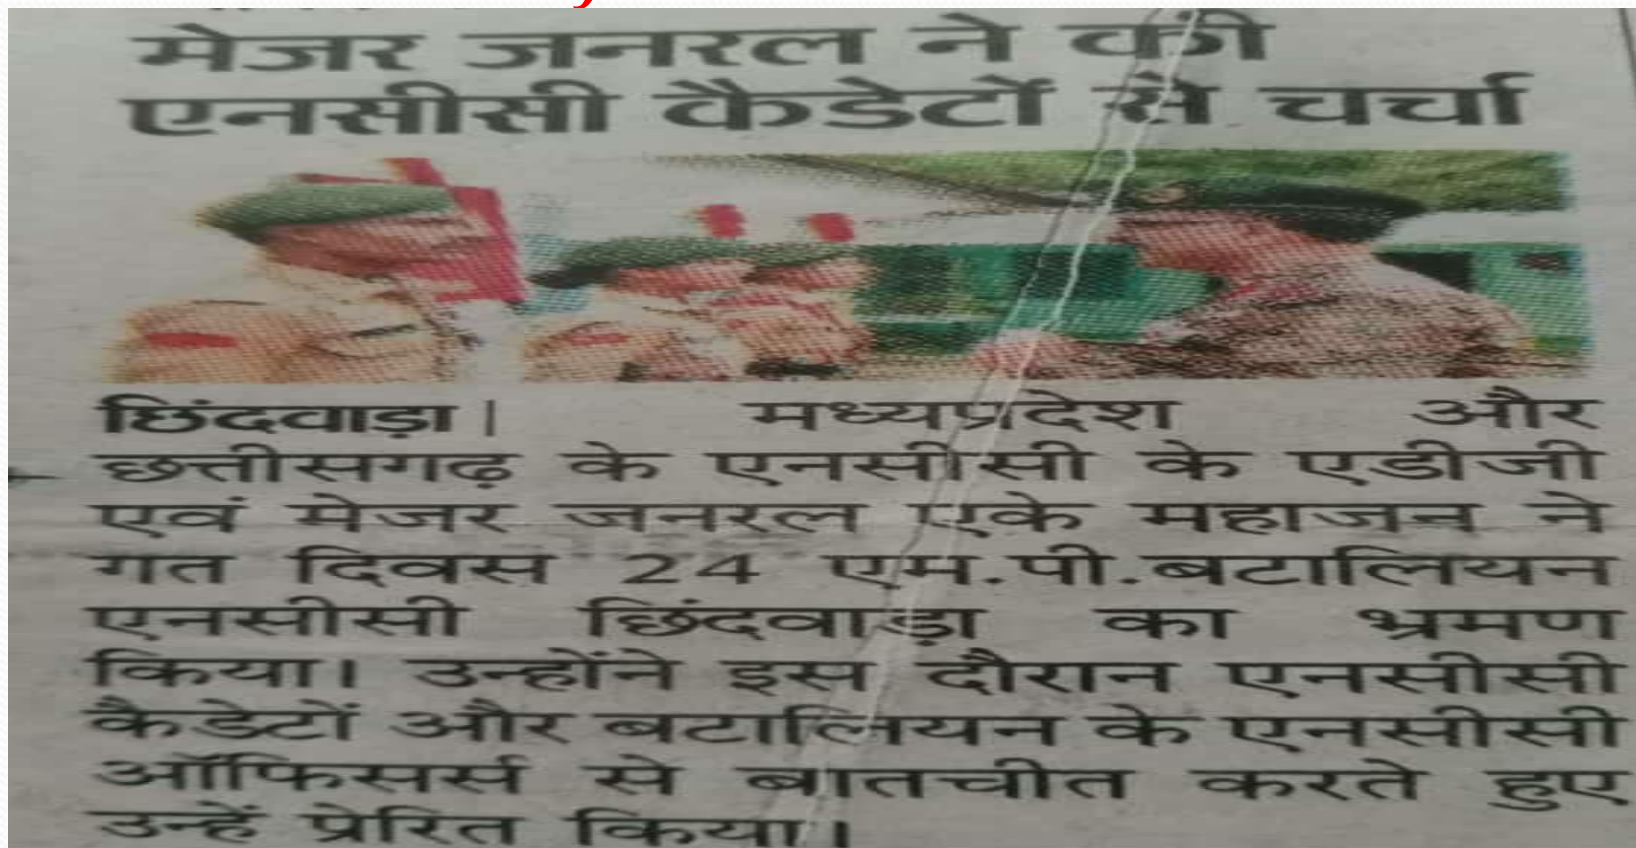 मेजर जनरल ने की
एनसीसी कैडेटों से चर्चा
छिंदवाड़ा। मध्यप्रदेश और
छत्तीसगढ़ के एनसीसी के एडीजी
एवं मेजर जनरल एके महाजन ने
गत दिवस 24 एम.पी.बटालियन
एनसीसी छिंदवाड़ा का भ्रमण
किया। उन्होंने इस दौरान एनसीसी
कैडेटों और बटालियन के एनसीसी
ऑफिसर्स से बातचीत करते हुए
उन्हें प्रेरित किया।